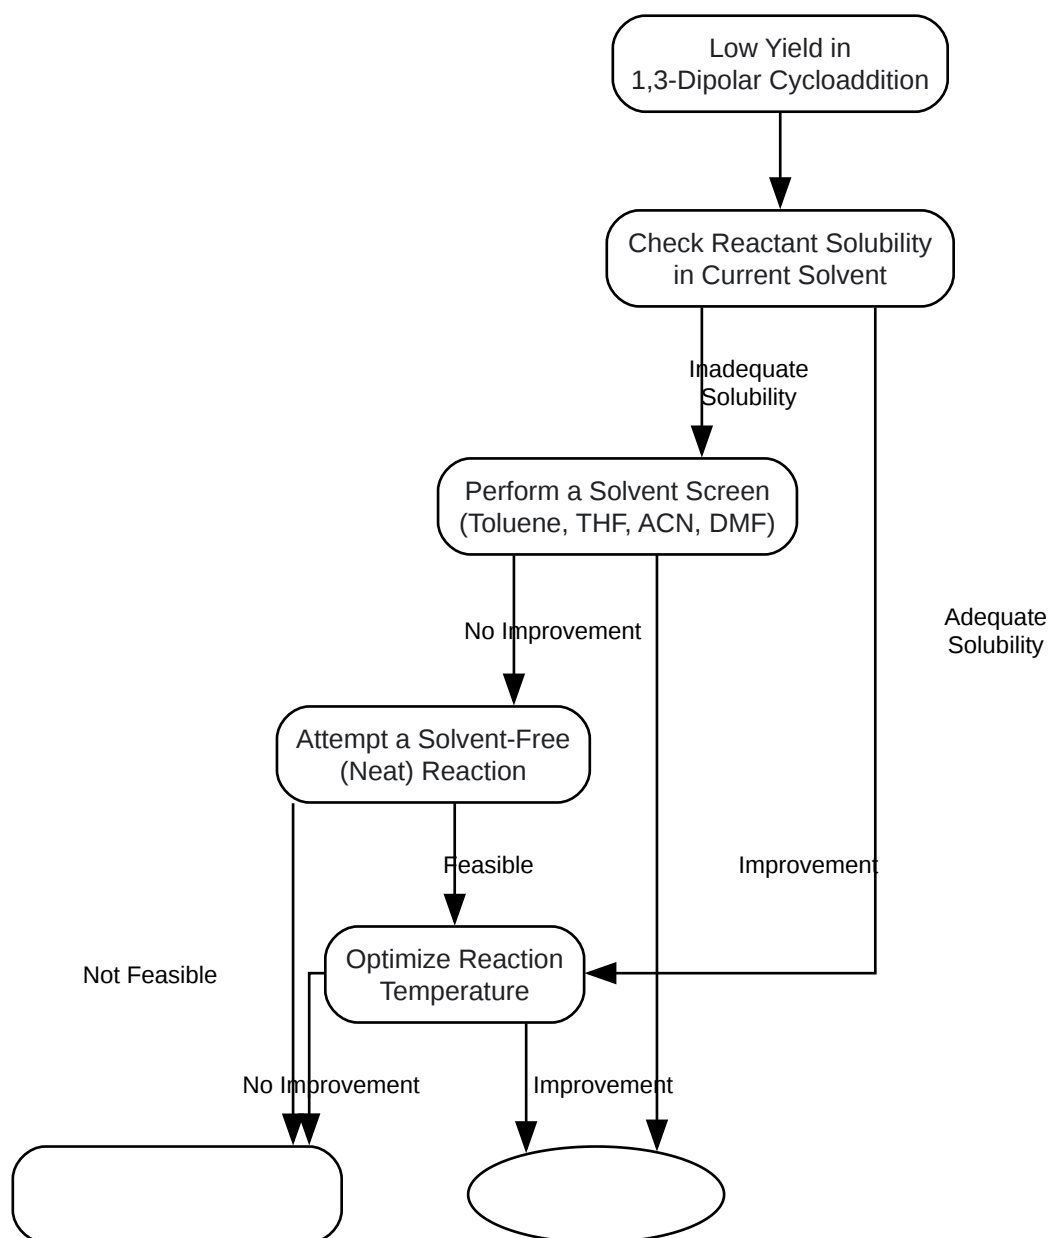 Low Yield in
1,3-Dipolar Cycloaddition
Check Reactant Solubility
in Current Solvent
Inadequate
Solubility
Perform a Solvent Screen
(Toluene, THF, ACN, DMF)
No Improvement
Adequate
Solubility
Attempt a Solvent-Free
(Neat) Reaction
Feasible
Improvement
Optimize Reaction
Temperature
Not Feasible
No Improvement
Improvement